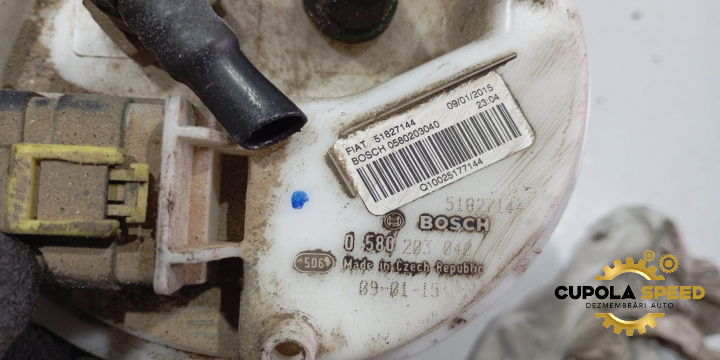 FIAT 51827144 09/01/2015
BOSCH 0580203040 23:04
Q10025177144
51827144
BOSCH
0 580 203 040
506 Made in Czech Republic
09-01-15
CUPOLA SPEED
DEZMEMBRĂRI AUTO